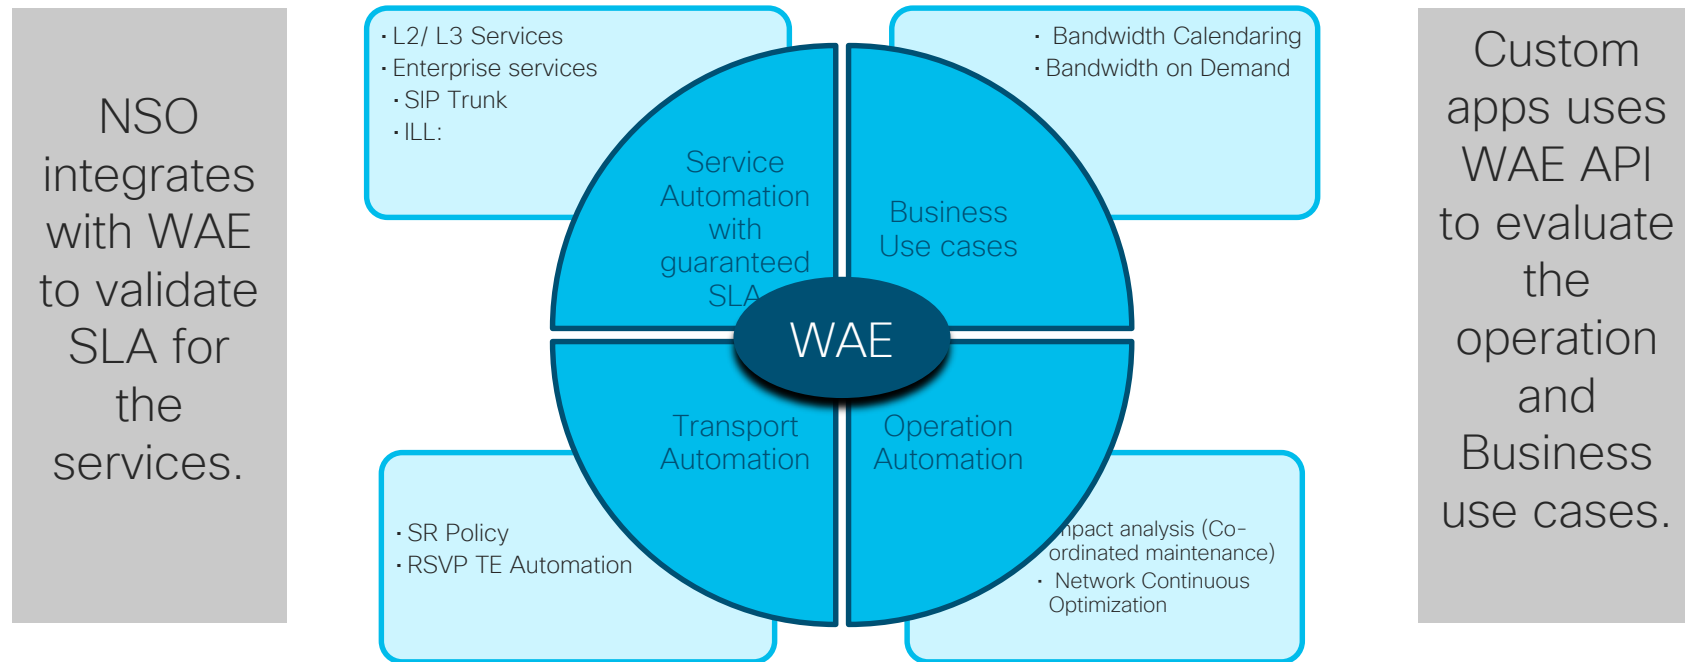 NSO
integrates
with WAE
to validate
SLA for
the
services.
· L2/ L3 Services
· Enterprise services
· SIP Trunk
· ILL:
· Bandwidth Calendaring
· Bandwidth on Demand
Service
Automation
with
guaranteed
SLA
Business
Use cases
WAE
Transport
Automation
Operation
Automation
· SR Policy
· RSVP TE Automation
mpact analysis (Co-
ordinated maintenance)
· Network Continuous
Optimization
Custom
apps uses
WAE API
to evaluate
the
operation
and
Business
use cases.